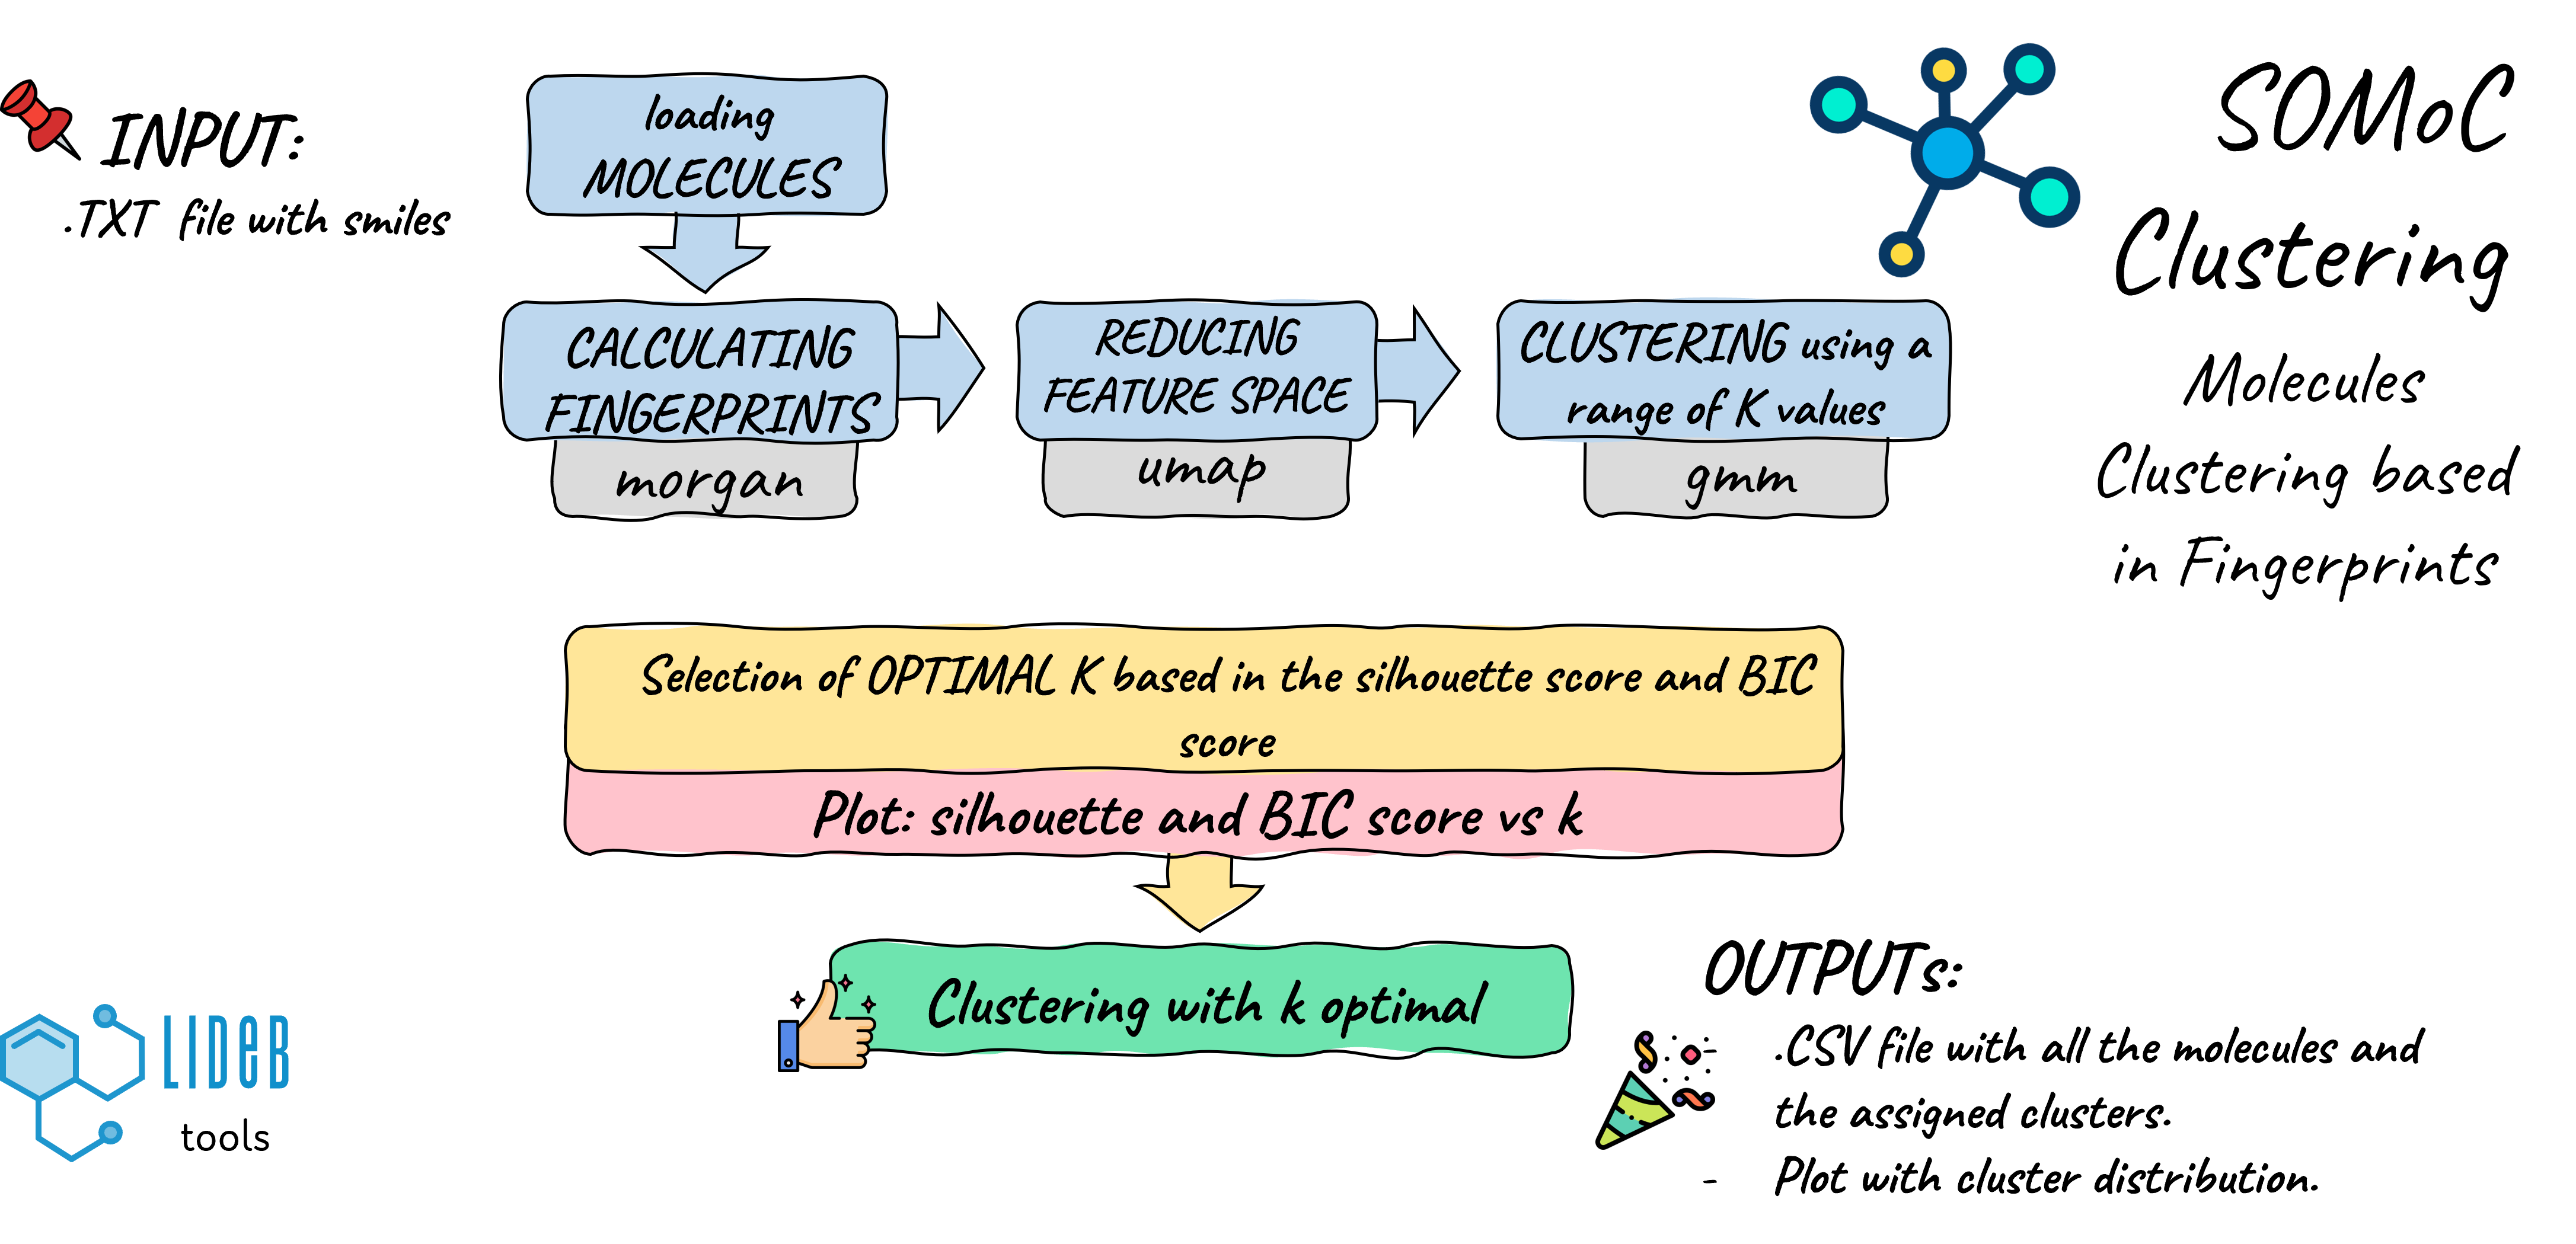 INPUT:
.TXT file with smiles
loading
MOLECULES
CALCULATING
FINGERPRINTS
morgan
REDUCING
FEATURE SPACE
umap
CLUSTERING using a
range of K values
gmm
SOMoC
Clustering
Molecules
Clustering based
in Fingerprints
Selection of OPTIMAL K based in the silhouette score and BIC
score
Plot: silhouette and BIC score vs k
Clustering with k optimal
LIDeB
tools
OUTPUTs:
.CSV file with all the molecules and
the assigned clusters.
- Plot with cluster distribution.